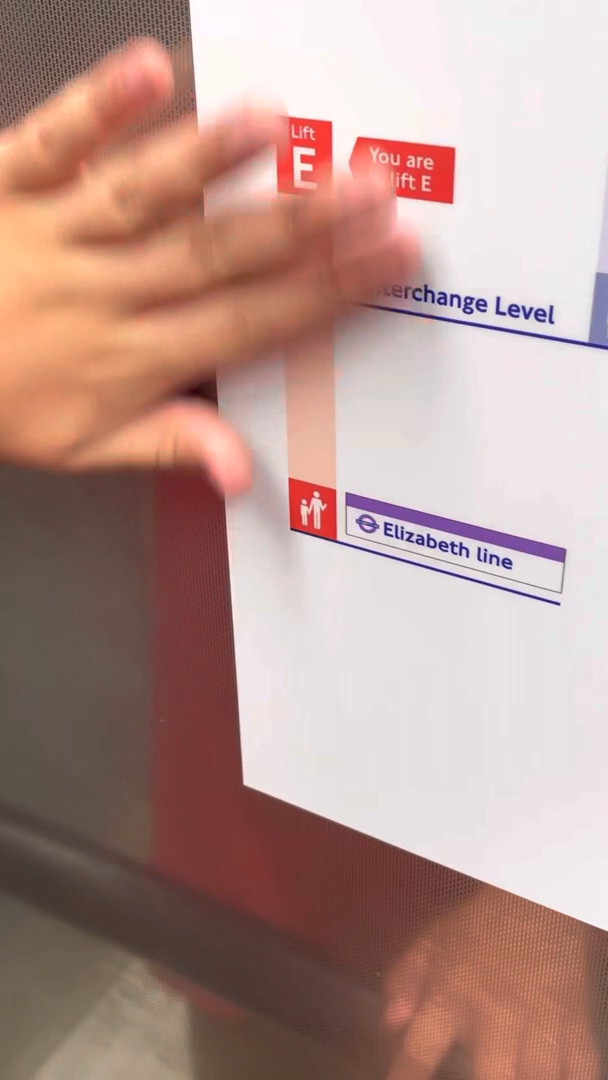 Lift
E
You are
lift E
terchange Level
Elizabeth line